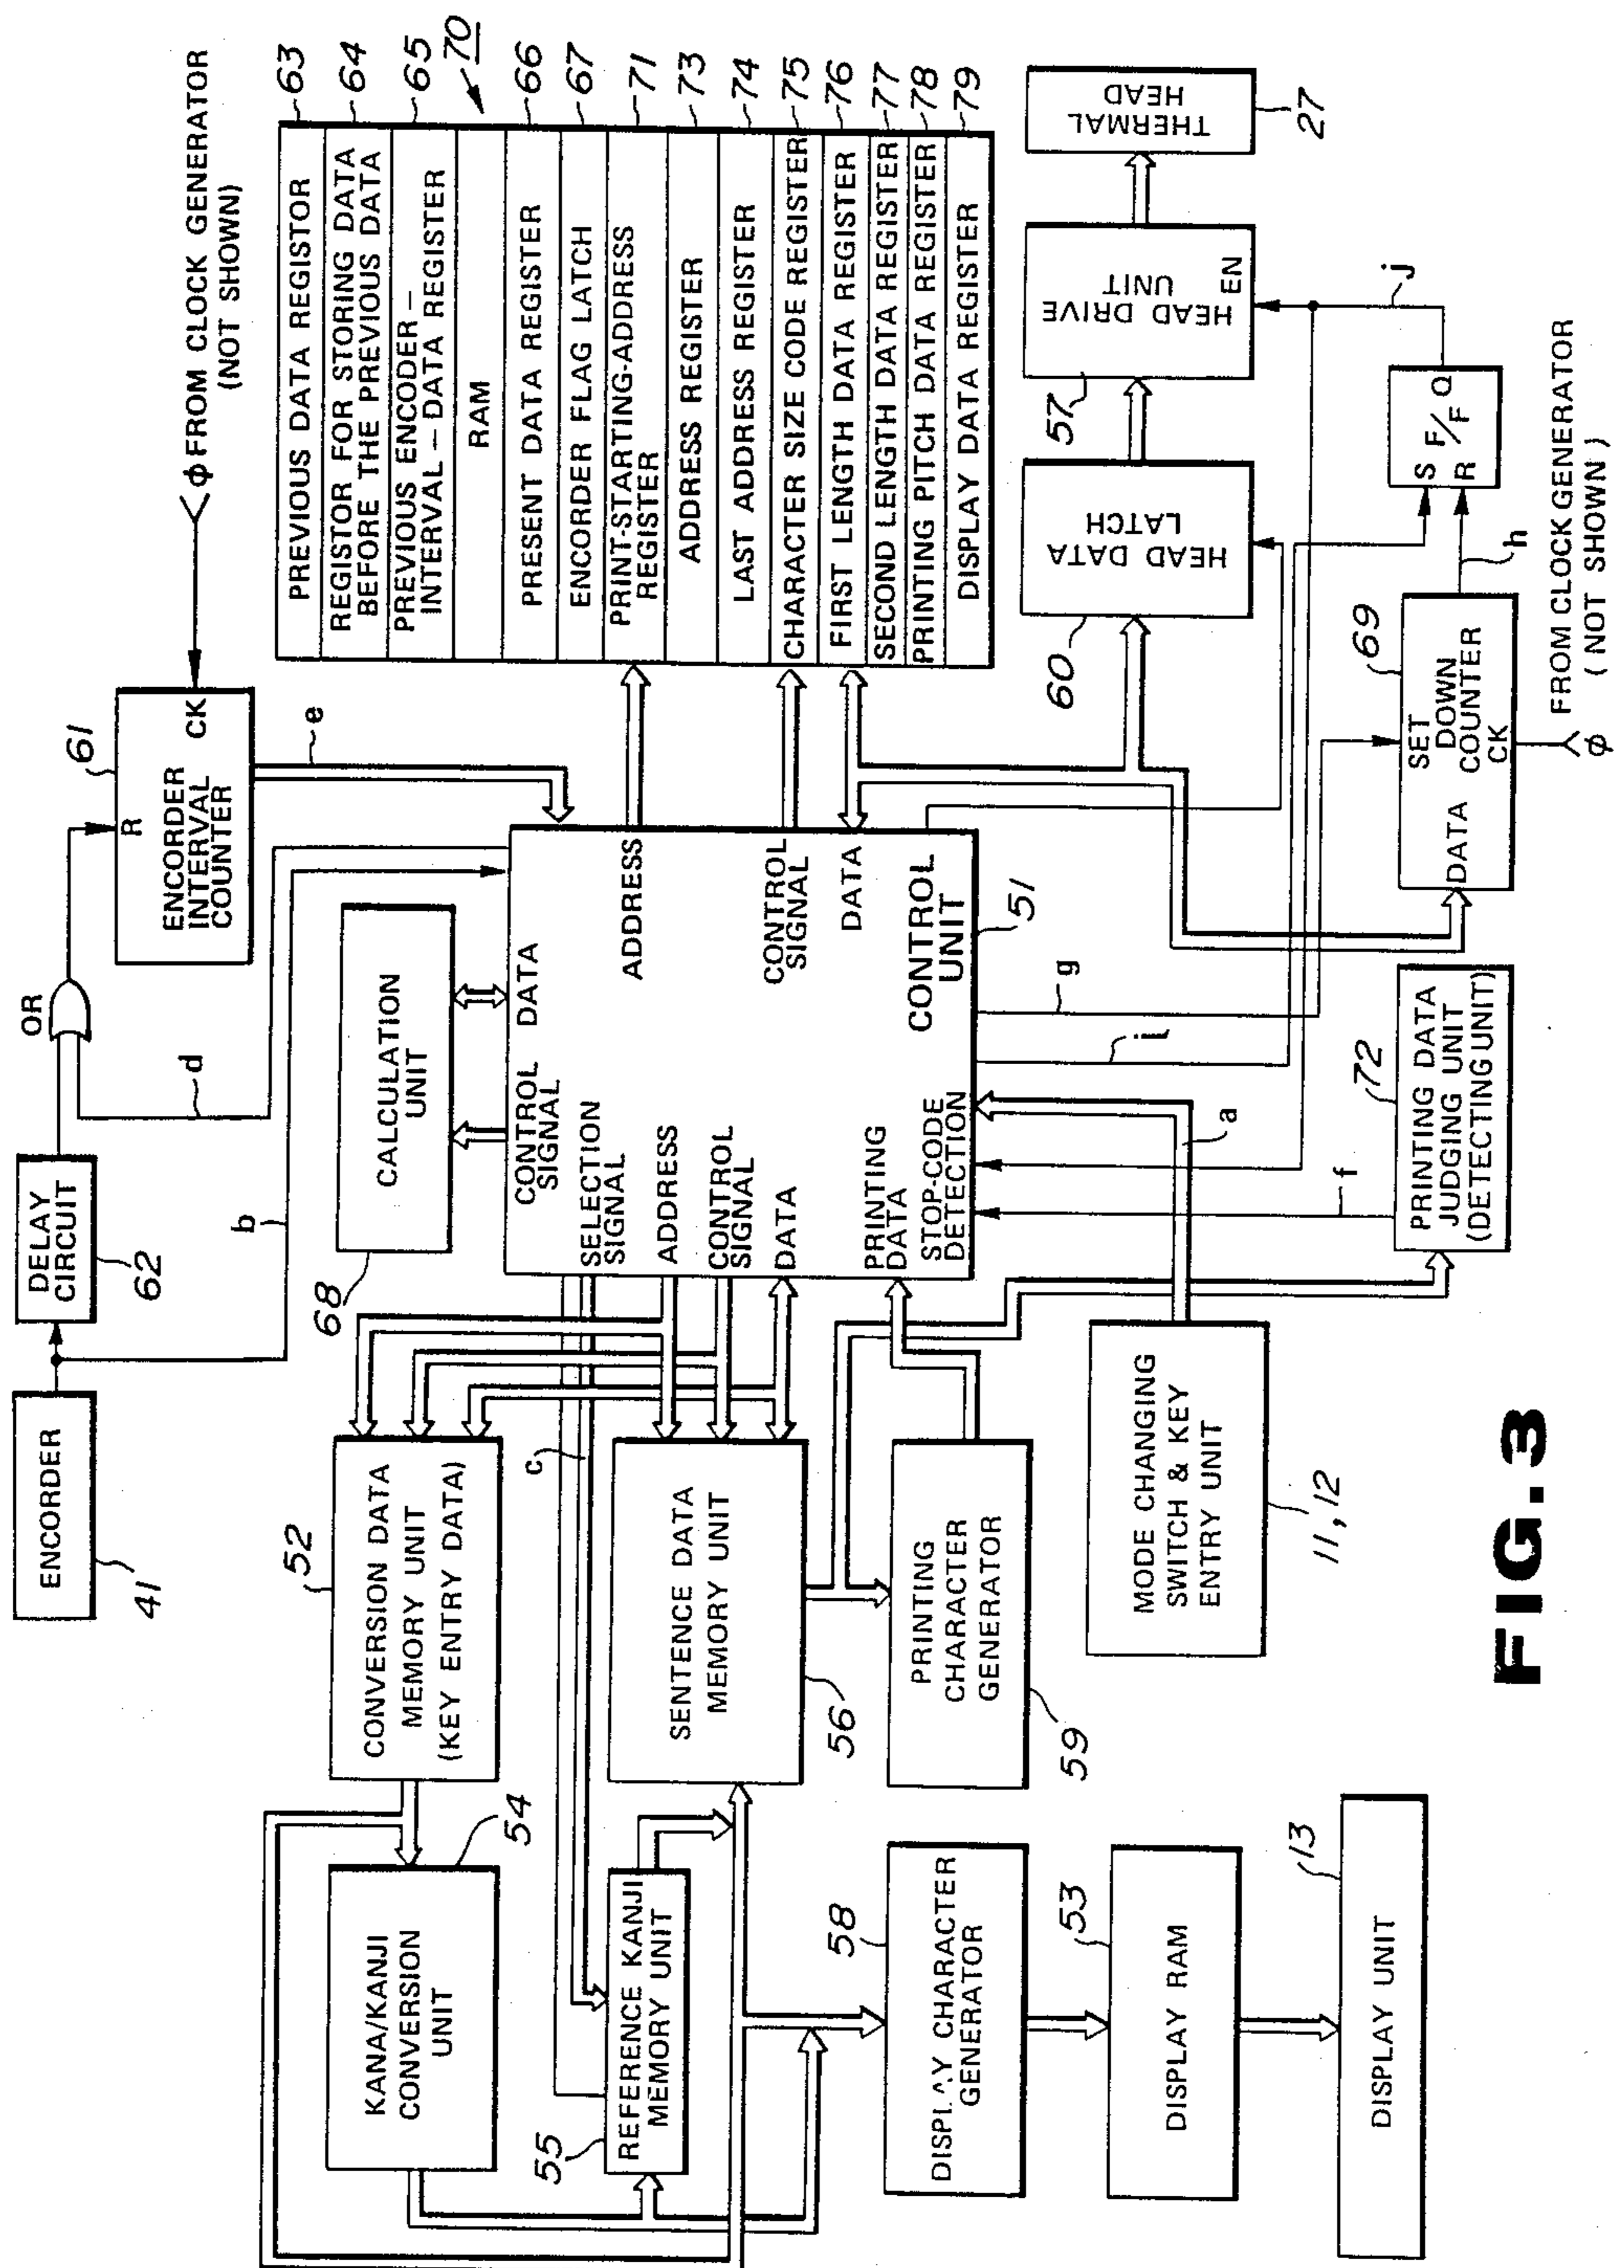 ENCORDER
41
DELAY
CIRCUIT
62
OR
b
d
R
ENCORDER
INTERVAL
COUNTER
CK
61
e
ϕ FROM CLOCK GENERATOR
(NOT SHOWN)
KANA/KANJI
CONVERSION
UNIT
54
CONVERSION DATA
MEMORY UNIT
(KEY ENTRY DATA)
52
CALCULATION
UNIT
68
REFERENCE KANJI
MEMORY UNIT
55
c
SENTENCE DATA
MEMORY UNIT
56
CONTROL
SIGNAL
DATA
SELECTION
SIGNAL
ADDRESS
CONTROL
SIGNAL
DATA
PRINTING
DATA
STOP-CODE
DETECTION
ADDRESS
CONTROL
SIGNAL
DATA
CONTROL
UNIT
51
PREVIOUS DATA REGISTOR
63
REGISTOR FOR STORING DATA
BEFORE THE PREVIOUS DATA
64
PREVIOUS ENCODER-
INTERVAL-DATA REGISTER
65
70
RAM
PRESENT DATA REGISTER
66
ENCORDER FLAG LATCH
67
PRINT-STARTING-ADDRESS
REGISTER
71
ADDRESS REGISTER
73
LAST ADDRESS REGISTER
74
CHARACTER SIZE CODE REGISTER
75
FIRST LENGTH DATA REGISTER
76
SECOND LENGTH DATA REGISTER
77
PRINTING PITCH DATA REGISTER
78
DISPLAY DATA REGISTER
79
DISPLAY CHARACTER
GENERATOR
58
PRINTING
CHARACTER
GENERATOR
59
DISPLAY RAM
53
MODE CHANGING
SWITCH & KEY
ENTRY UNIT
11, 12
a
f
g
i
PRINTING DATA
JUDGING UNIT
(DETECTING UNIT)
72
HEAD DATA
LATCH
60
HEAD DRIVE
UNIT
EN
57
THERMAL
HEAD
27
SET
DOWN
COUNTER
DATA
CK
69
h
S
F/F
R
Q
j
ϕ
FROM CLOCK GENERATOR
(NOT SHOWN)
DISPLAY UNIT
13
FIG.3